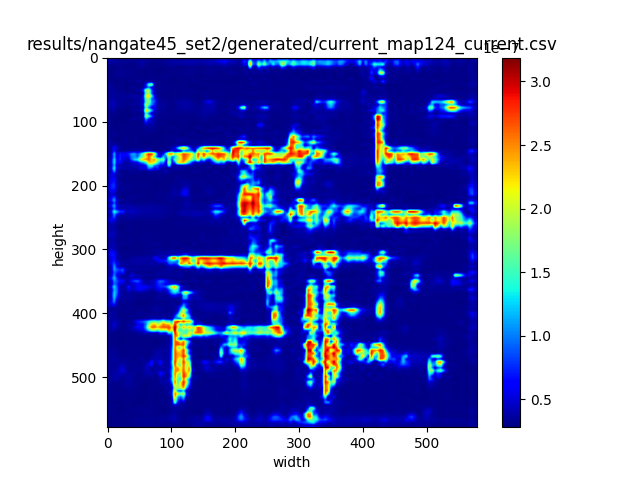 results/nangate45_set2/generated/current_map124_current.csv
1e−7
0
100
200
300
400
500
height
0 100 200 300 400 500
width
3.0
2.5
2.0
1.5
1.0
0.5